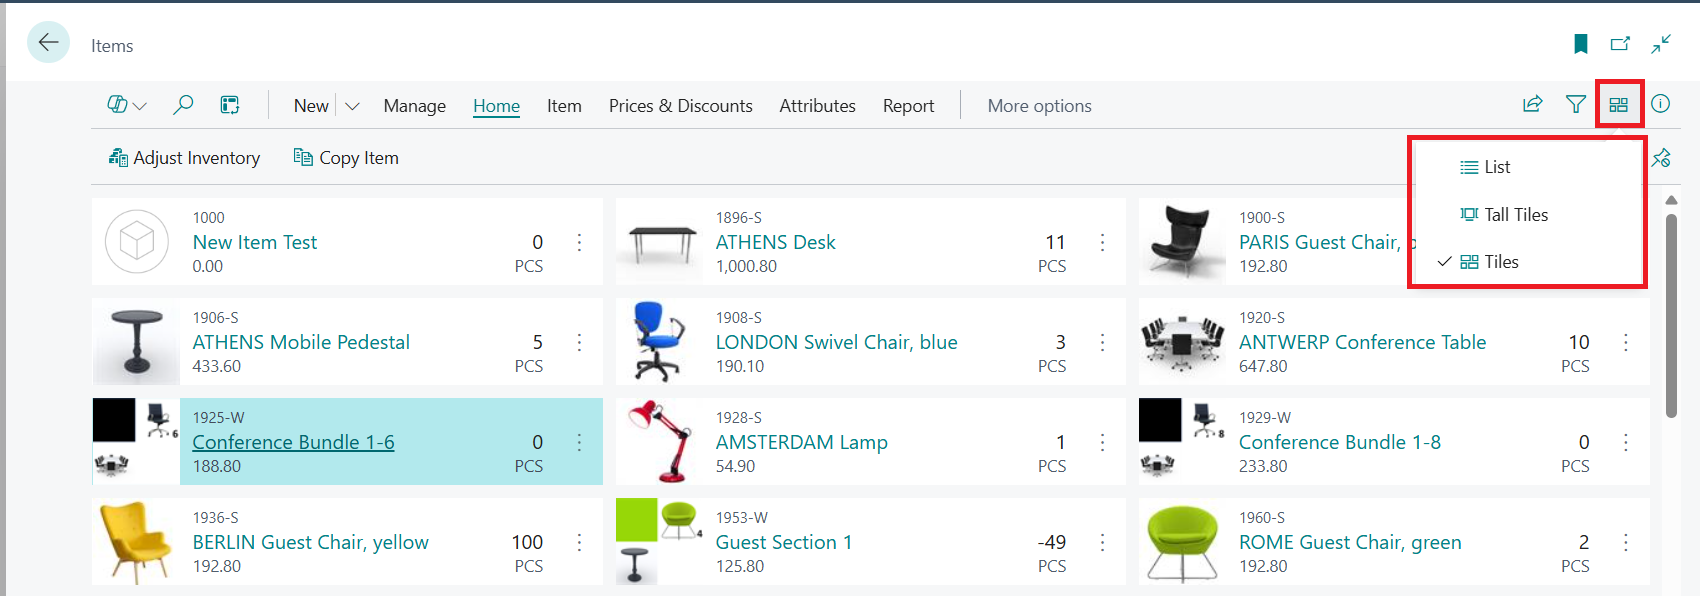 Items
New
Manage
Home
Item
Prices & Discounts
Attributes
Report
More options
Adjust Inventory
Copy Item
List
Tall Tiles
Tiles
1000
New Item Test
0.00
0
PCS
1896-S
ATHENS Desk
1,000.80
11
PCS
1900-S
PARIS Guest Chair,
192.80
1906-S
ATHENS Mobile Pedestal
433.60
5
PCS
1908-S
LONDON Swivel Chair, blue
190.10
3
PCS
1920-S
ANTWERP Conference Table
647.80
10
PCS
6
1925-W
Conference Bundle 1-6
188.80
0
PCS
1928-S
AMSTERDAM Lamp
54.90
1
PCS
8
1929-W
Conference Bundle 1-8
233.80
0
PCS
1936-S
BERLIN Guest Chair, yellow
192.80
100
PCS
4
1953-W
Guest Section 1
125.80
-49
PCS
1960-S
ROME Guest Chair, green
192.80
2
PCS